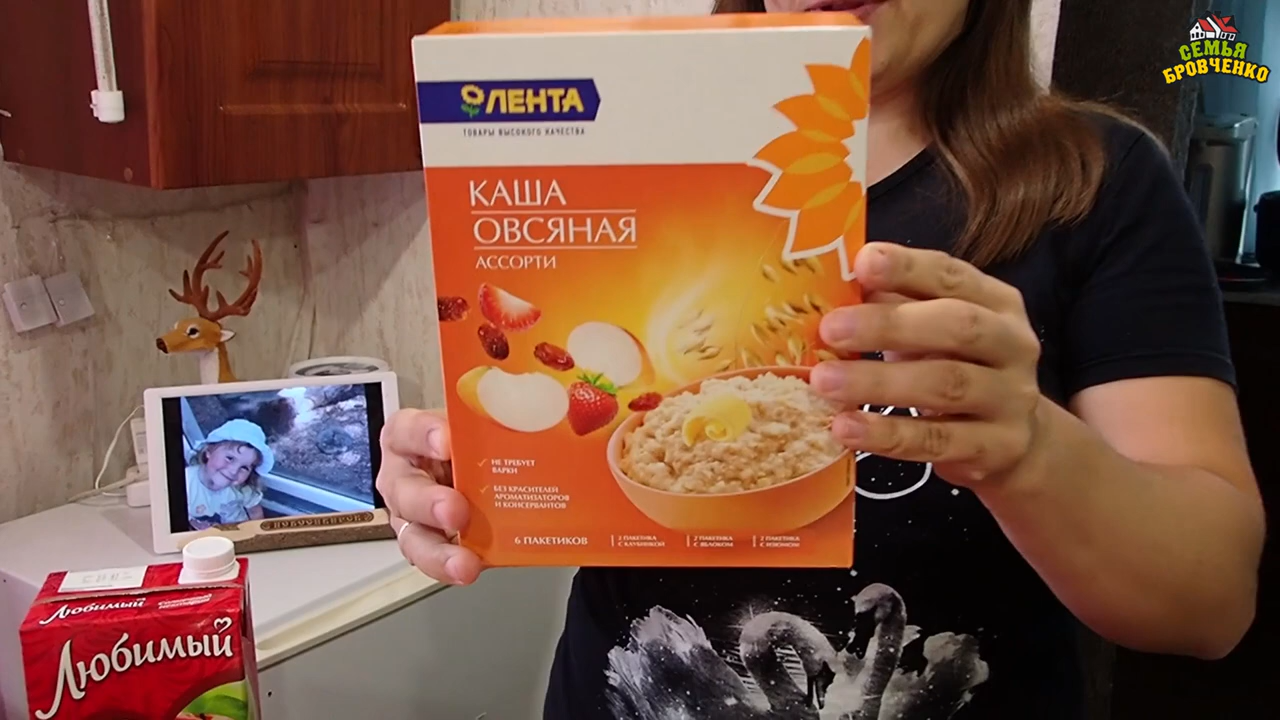 СЕМЬЯ
БРОВЧЕНКО
ЛЕНТА
ТОВАРЫ ВЫСОКОГО КАЧЕСТВА
КАША
ОВСЯНАЯ
АССОРТИ
НЕ ТРЕБУЕТ
ВАРКИ
БЕЗ КРАСИТЕЛЕЙ
АРОМАТИЗАТОРОВ
И КОНСЕРВАНТОВ
6 ПАКЕТИКОВ
2 ПАКЕТИКА
С КЛУБНИКОЙ
2 ПАКЕТИКА
С ЯБЛОКОМ
2 ПАКЕТИКА
С ИЗЮМОМ
Любимый
Любимый